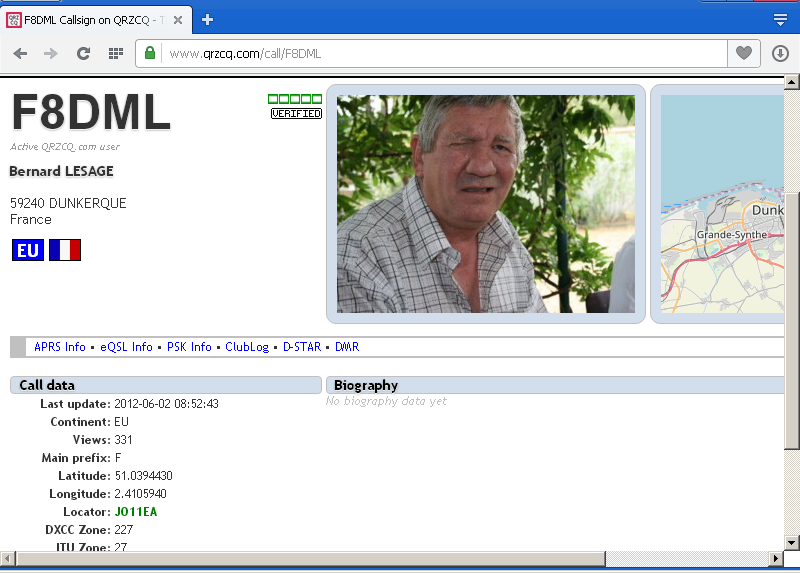 F8DML Callsign on QRZCQ - T
www.qrzcq.com/call/F8DML
F8DML
VERIFIED
Active QRZCQ.com user
Bernard LESAGE
59240 DUNKERQUE
France
EU
Dunk
Grande-Synthe
APRS Info • eQSL Info • PSK Info • ClubLog • D-STAR • DMR
Call data
Last update: 2012-06-02 08:52:43
Continent: EU
Views: 331
Main prefix: F
Latitude: 51.0394430
Longitude: 2.4105940
Locator: JO11EA
DXCC Zone: 227
ITU Zone: 27
Biography
No biography data yet